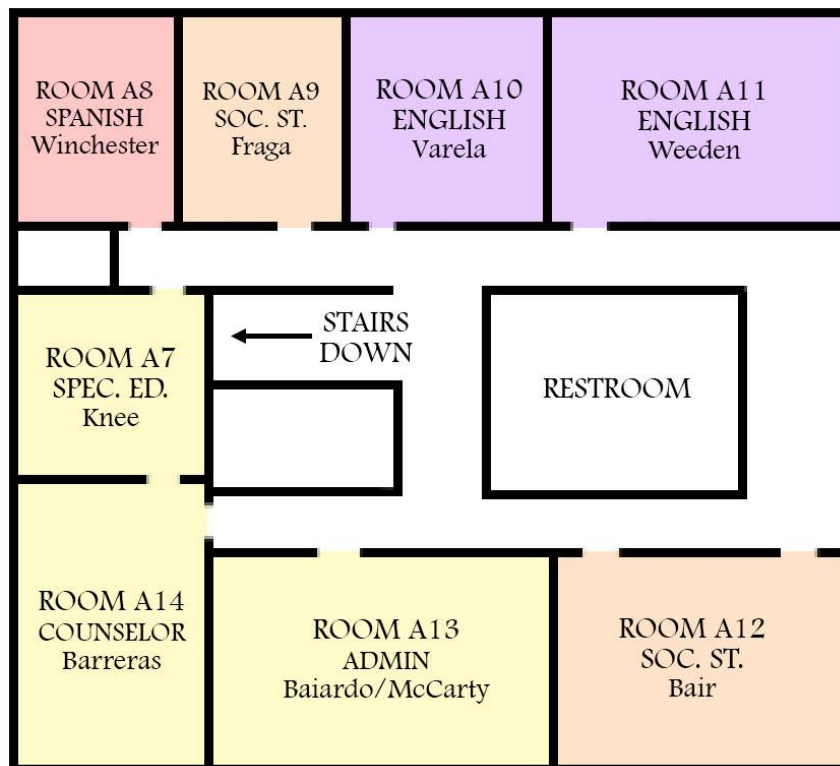 ROOM A8
SPANISH
Winchester
ROOM A9
SOC. ST.
Fraga
ROOM A10
ENGLISH
Varela
ROOM A11
ENGLISH
Weeden
ROOM A7
SPEC. ED.
Knee
STAIRS
DOWN
RESTROOM
ROOM A14
COUNSELOR
Barreras
ROOM A13
ADMIN
Baiardo/McCarty
ROOM A12
SOC. ST.
Bair